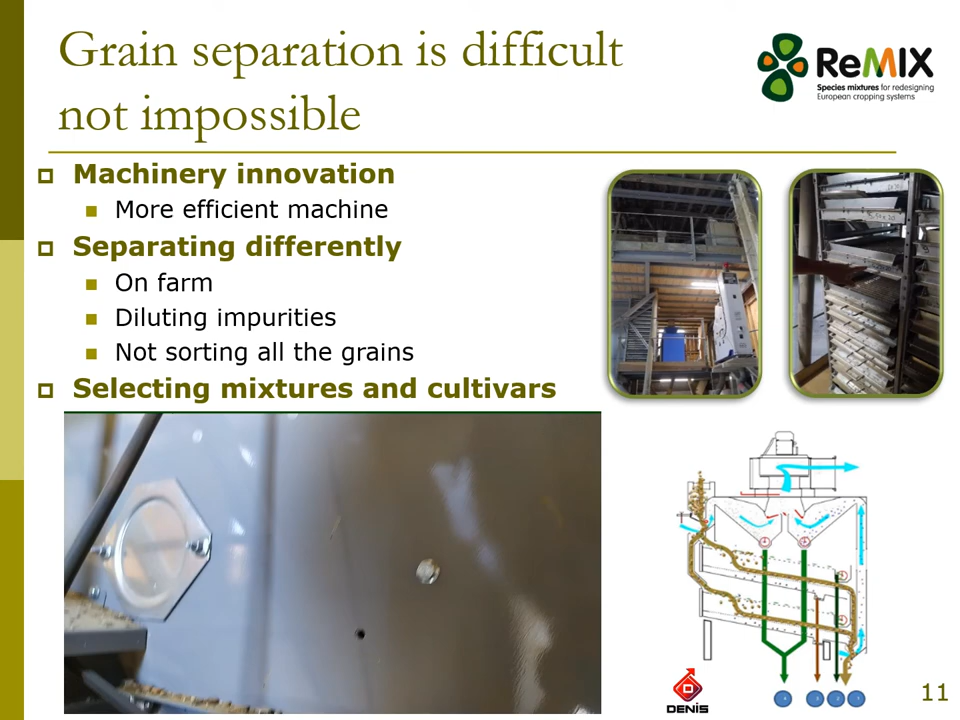 Grain separation is difficult
not impossible
ReMIX
Species mixtures for redesigning
European cropping systems
Machinery innovation
More efficient machine
Separating differently
On farm
Diluting impurities
Not sorting all the grains
Selecting mixtures and cultivars
DENIS
11